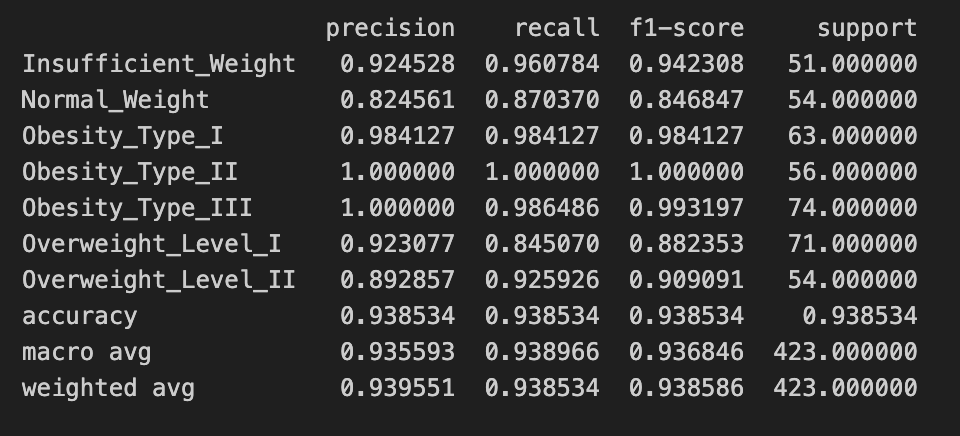 precision recall f1-score support
Insufficient_Weight 0.924528 0.960784 0.942308 51.000000
Normal_Weight 0.824561 0.870370 0.846847 54.000000
Obesity_Type_I 0.984127 0.984127 0.984127 63.000000
Obesity_Type_II 1.000000 1.000000 1.000000 56.000000
Obesity_Type_III 1.000000 0.986486 0.993197 74.000000
Overweight_Level_I 0.923077 0.845070 0.882353 71.000000
Overweight_Level_II 0.892857 0.925926 0.909091 54.000000
accuracy 0.938534 0.938534 0.938534 0.938534
macro avg 0.935593 0.938966 0.936846 423.000000
weighted avg 0.939551 0.938534 0.938586 423.000000